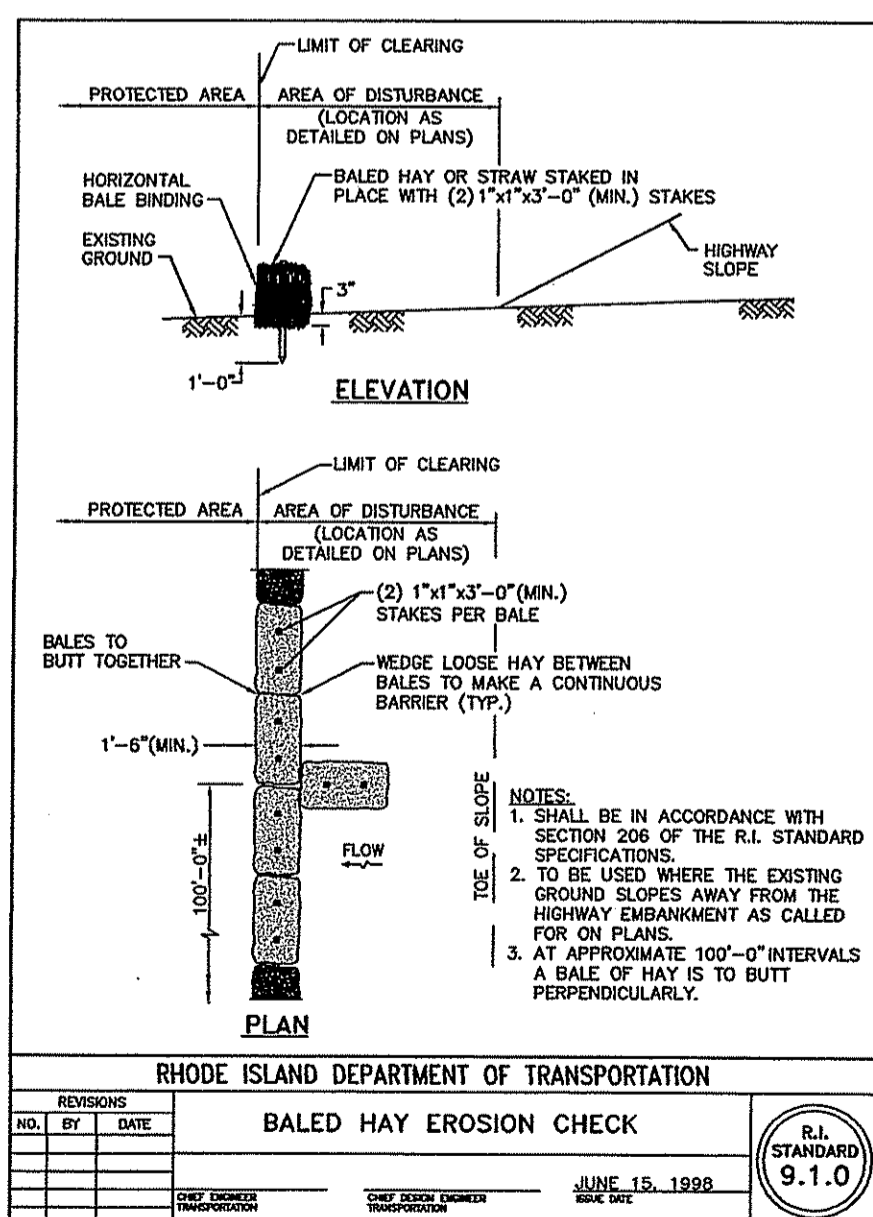 LIMIT OF CLEARING
PROTECTED AREA
AREA OF DISTURBANCE
(LOCATION AS
DETAILED ON PLANS)
HORIZONTAL
BALE BINDING
BALED HAY OR STRAW STAKED IN
PLACE WITH (2) 1"x1"x3'-0" (MIN.) STAKES
EXISTING
GROUND
HIGHWAY
SLOPE
3"
1'-0"
ELEVATION
LIMIT OF CLEARING
PROTECTED AREA
AREA OF DISTURBANCE
(LOCATION AS
DETAILED ON PLANS)
(2) 1"x1"x3'-0"(MIN.)
STAKES PER BALE
BALES TO
BUTT TOGETHER
WEDGE LOOSE HAY BETWEEN
BALES TO MAKE A CONTINUOUS
BARRIER (TYP.)
1'-6"(MIN.)
100'-0"±
FLOW
TOE OF SLOPE
NOTES:
1. SHALL BE IN ACCORDANCE WITH
SECTION 206 OF THE R.I. STANDARD
SPECIFICATIONS.
2. TO BE USED WHERE THE EXISTING
GROUND SLOPES AWAY FROM THE
HIGHWAY EMBANKMENT AS CALLED
FOR ON PLANS.
3. AT APPROXIMATE 100'-0" INTERVALS
A BALE OF HAY IS TO BUTT
PERPENDICULARLY.
PLAN
RHODE ISLAND DEPARTMENT OF TRANSPORTATION
REVISIONS
NO. BY DATE
BALED HAY EROSION CHECK
CHIEF ENGINEER
TRANSPORTATION
CHIEF DESIGN ENGINEER
TRANSPORTATION
JUNE 15, 1998
ISSUE DATE
R.I.
STANDARD
9.1.0